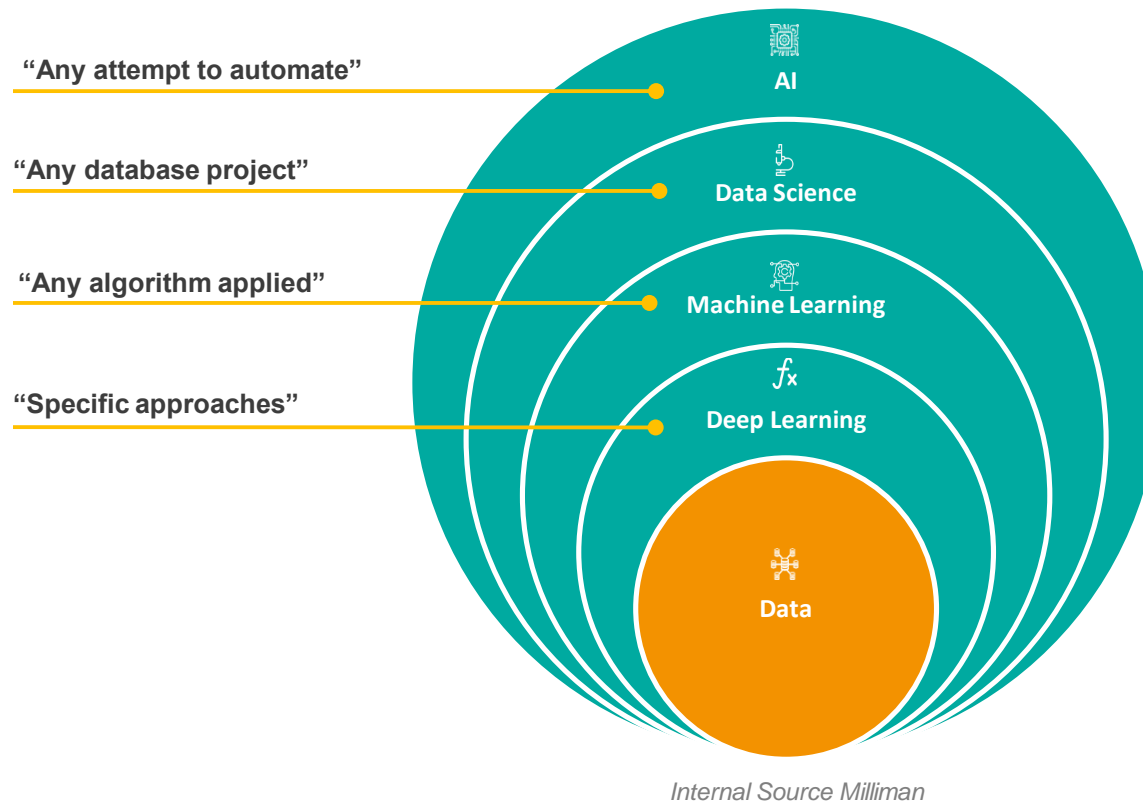 AI
“Any attempt to automate”
“Any database project”
Data Science
“Any algorithm applied”
Machine Learning
fx
“Specific approaches”
Deep Learning
Data
Internal Source Milliman